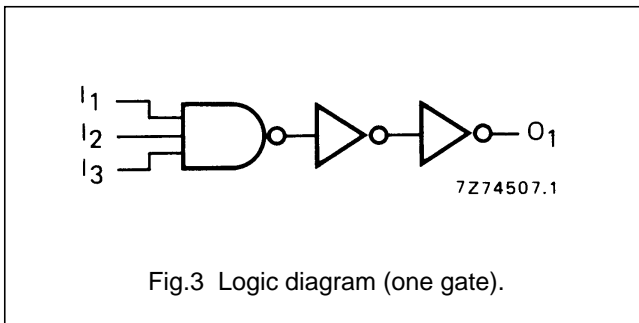 I1
I2
I3
O1
7Z74507.1
Fig.3 Logic diagram (one gate).